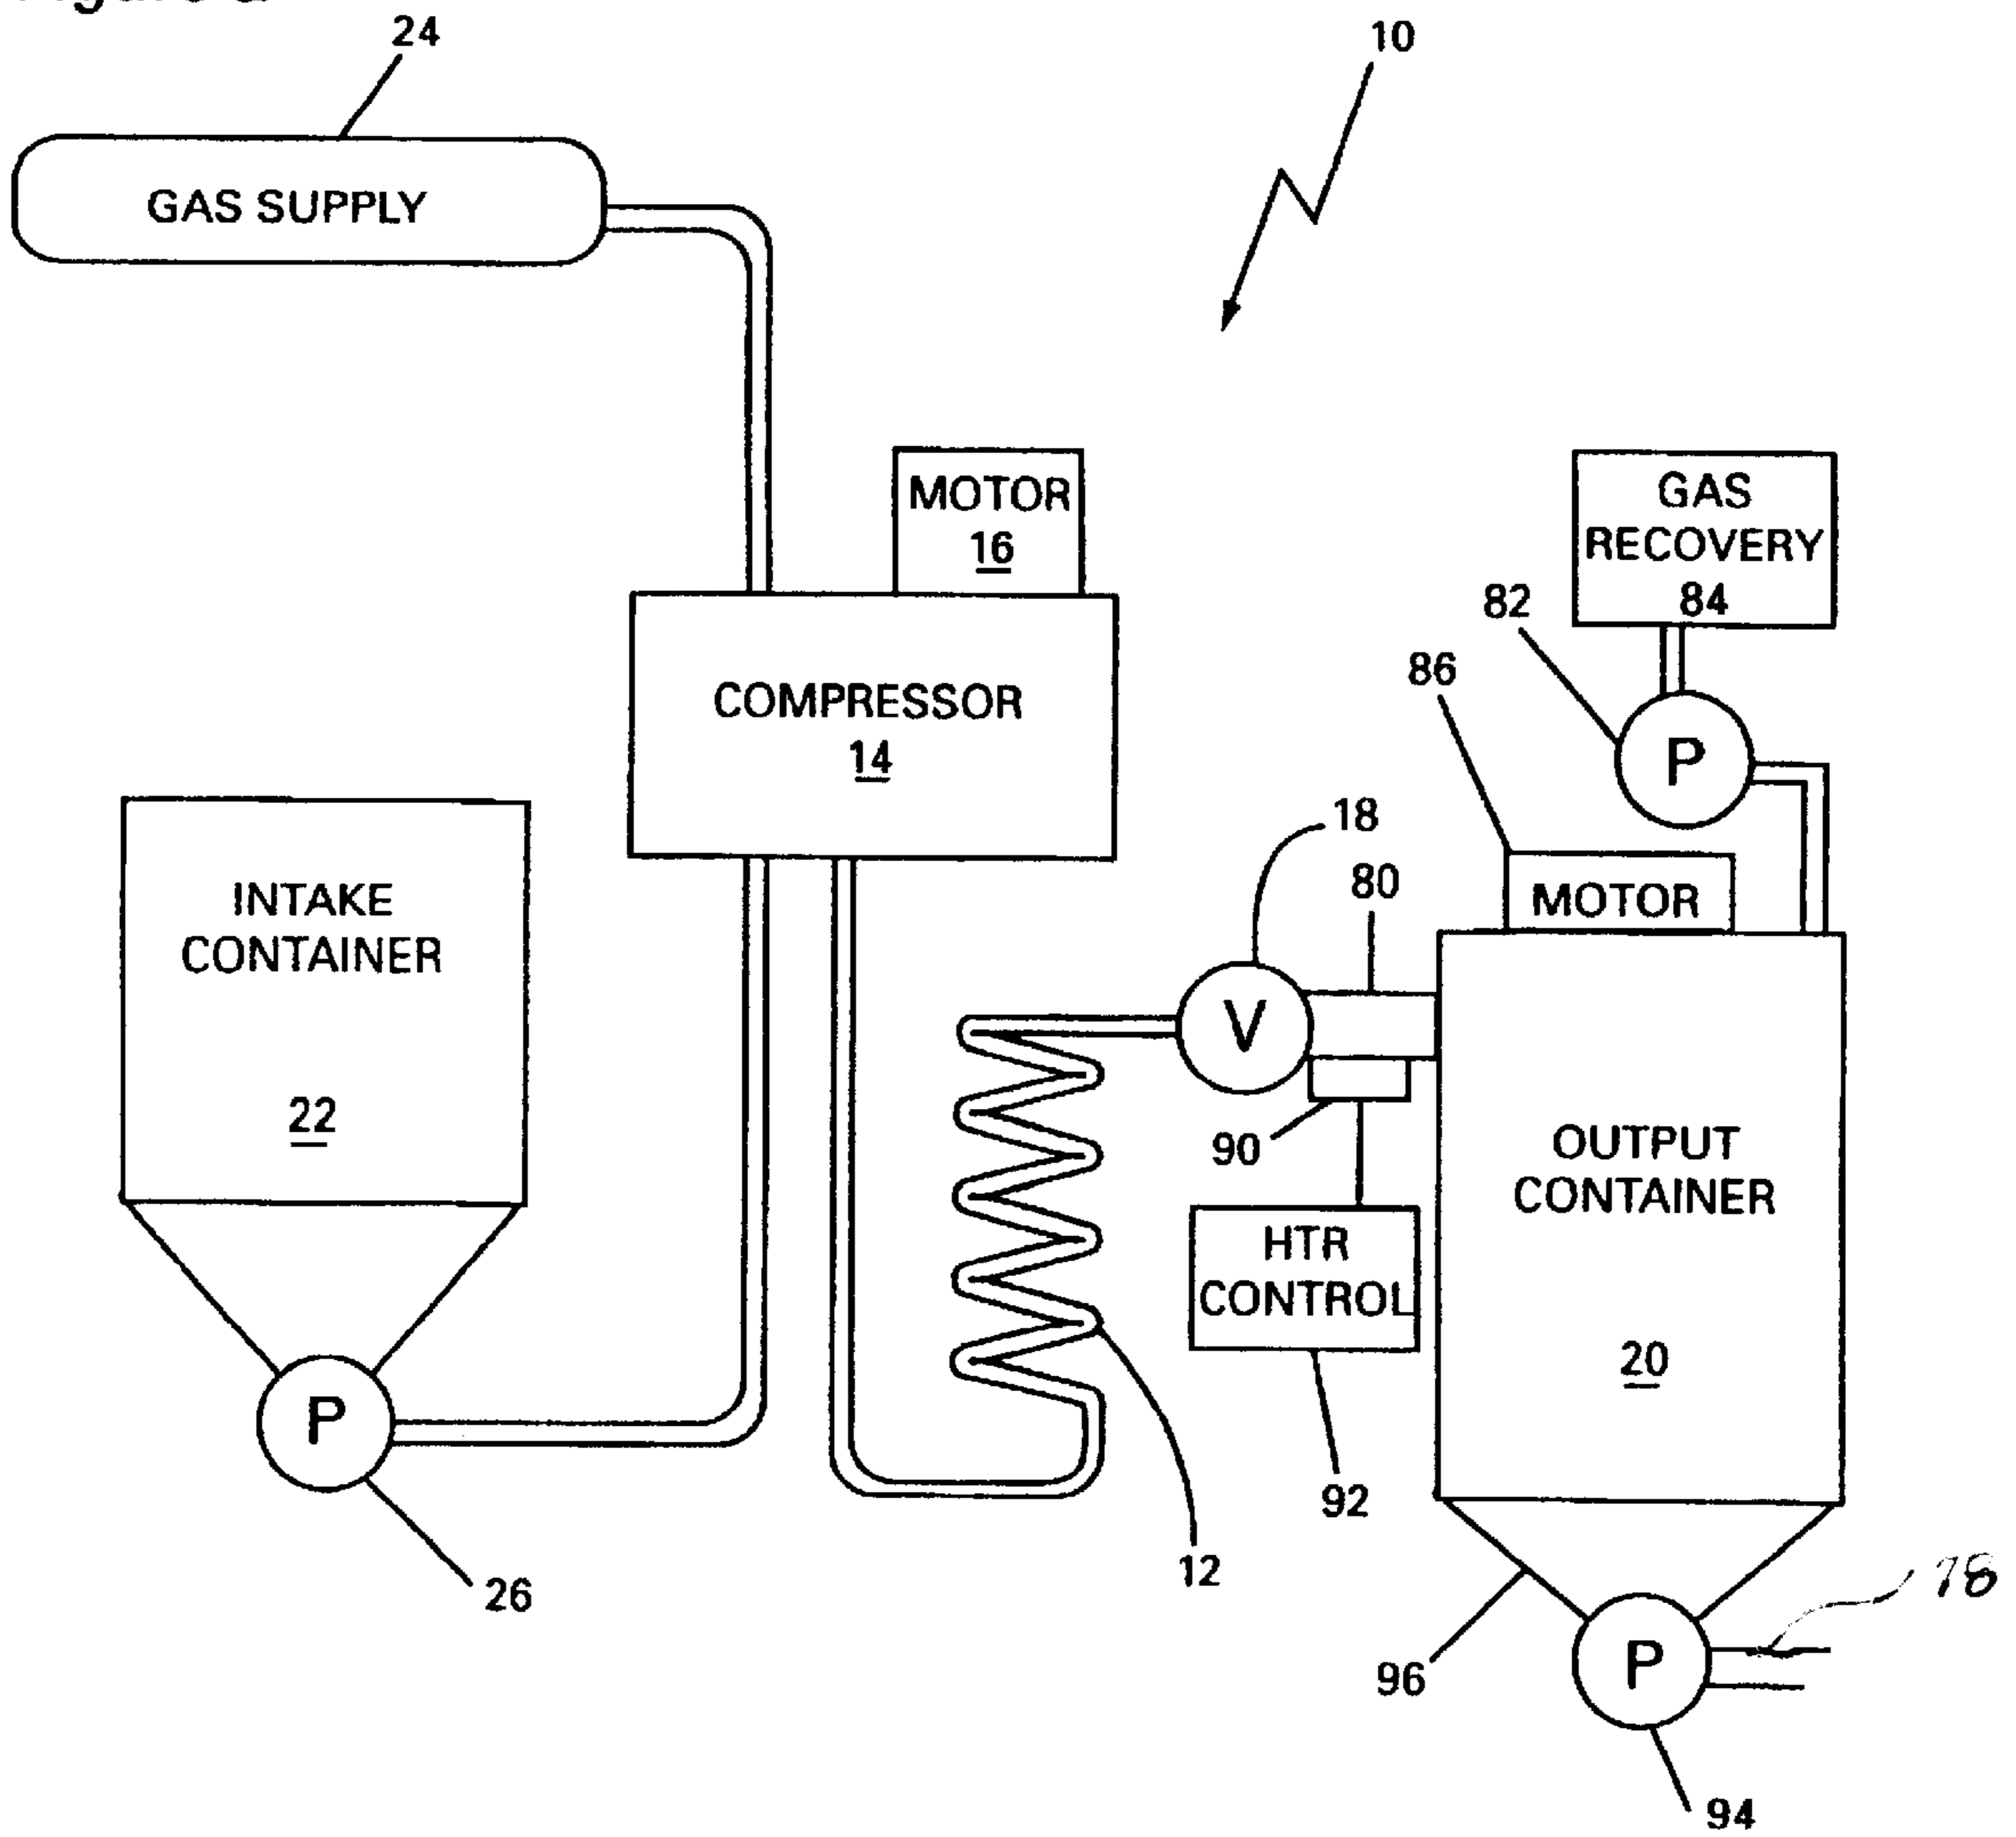 24
10
GAS SUPPLY
MOTOR
16
GAS
RECOVERY
84
82
86
COMPRESSOR
14
P
18
80
MOTOR
INTAKE
CONTAINER
22
V
90
OUTPUT
CONTAINER
20
HTR
CONTROL
P
92
12
26
96
P
94